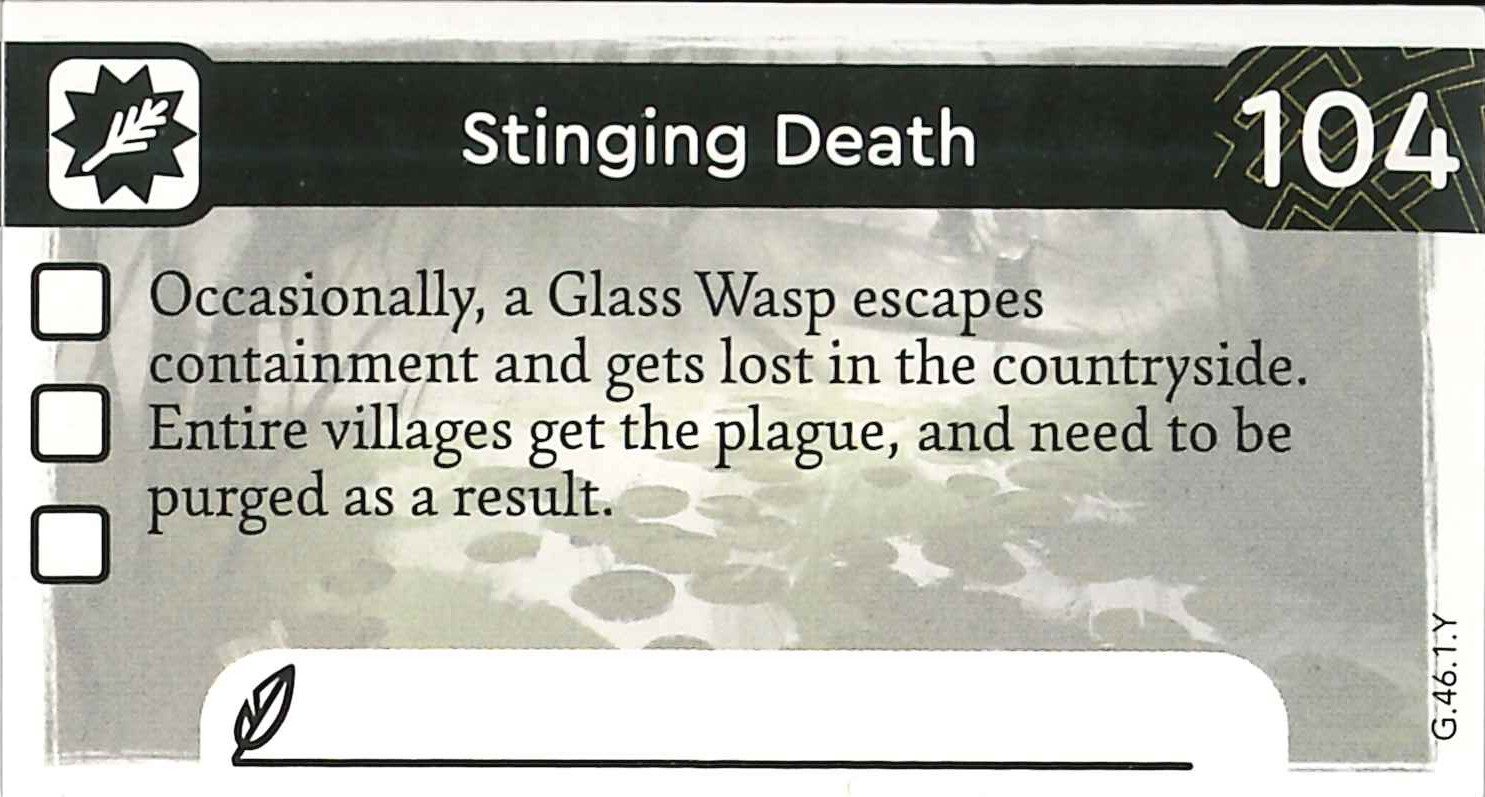 Stinging Death
104
Occasionally, a Glass Wasp escapes
containment and gets lost in the countryside.
Entire villages get the plague, and need to be
purged as a result.
G.46.1.Y